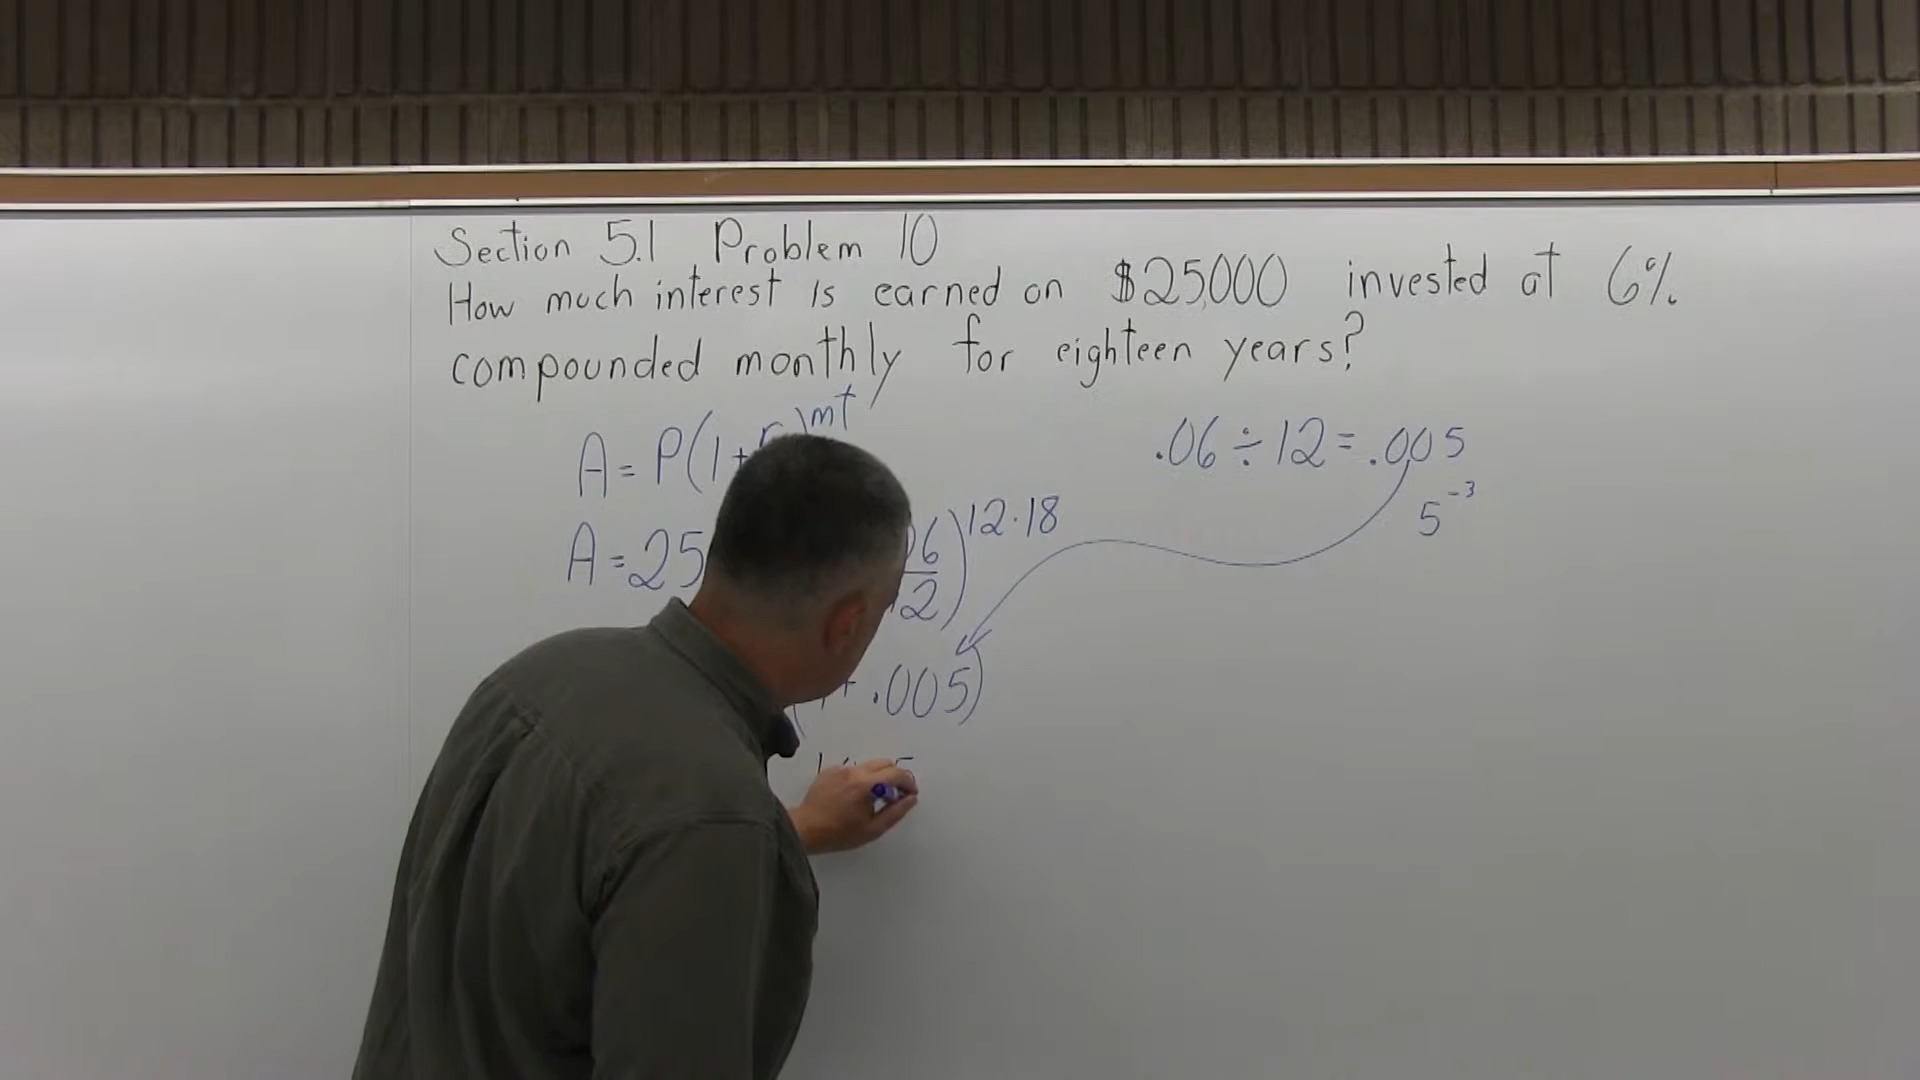 Section 5.1 Problem 10
How much interest is earned on $25,000 invested at 6%
compounded monthly for eighteen years?
A = P(1+ r )^mt
.06 ÷ 12 = .005
5^-3
A = 25 06/12)^12·18
(1 + .005)